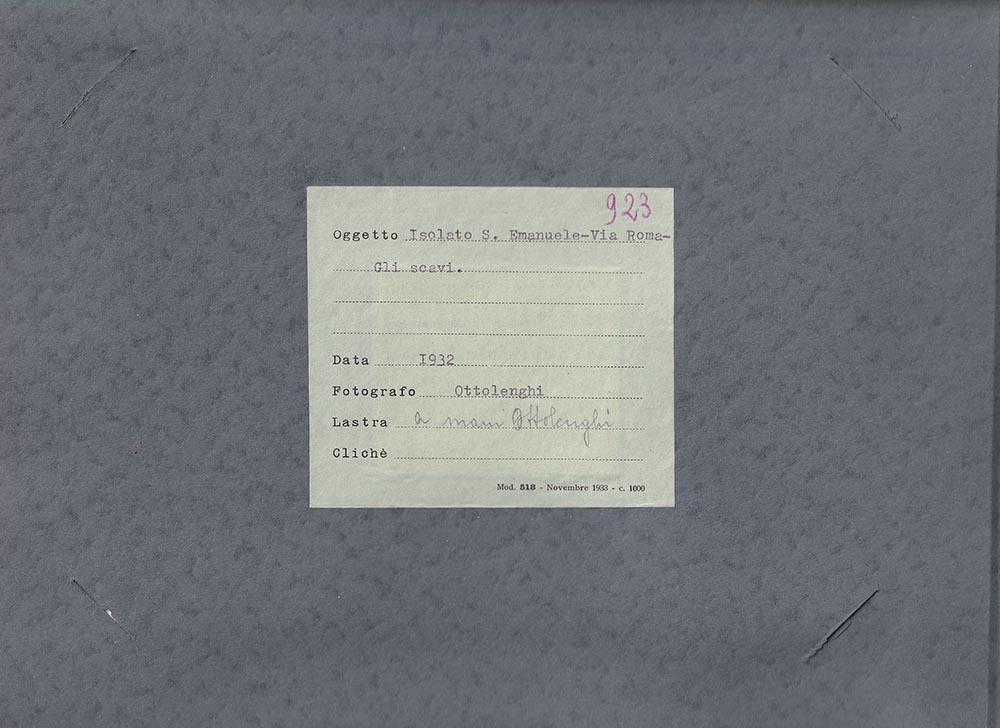 923
Oggetto Isolato S. Emanuele-Via Roma-
Gli scavi.
Data I932
Fotografo Ottolenghi
Lastra a mani Ottolenghi
Clichè
Mod. 518 - Novembre 1933 - c. 1000